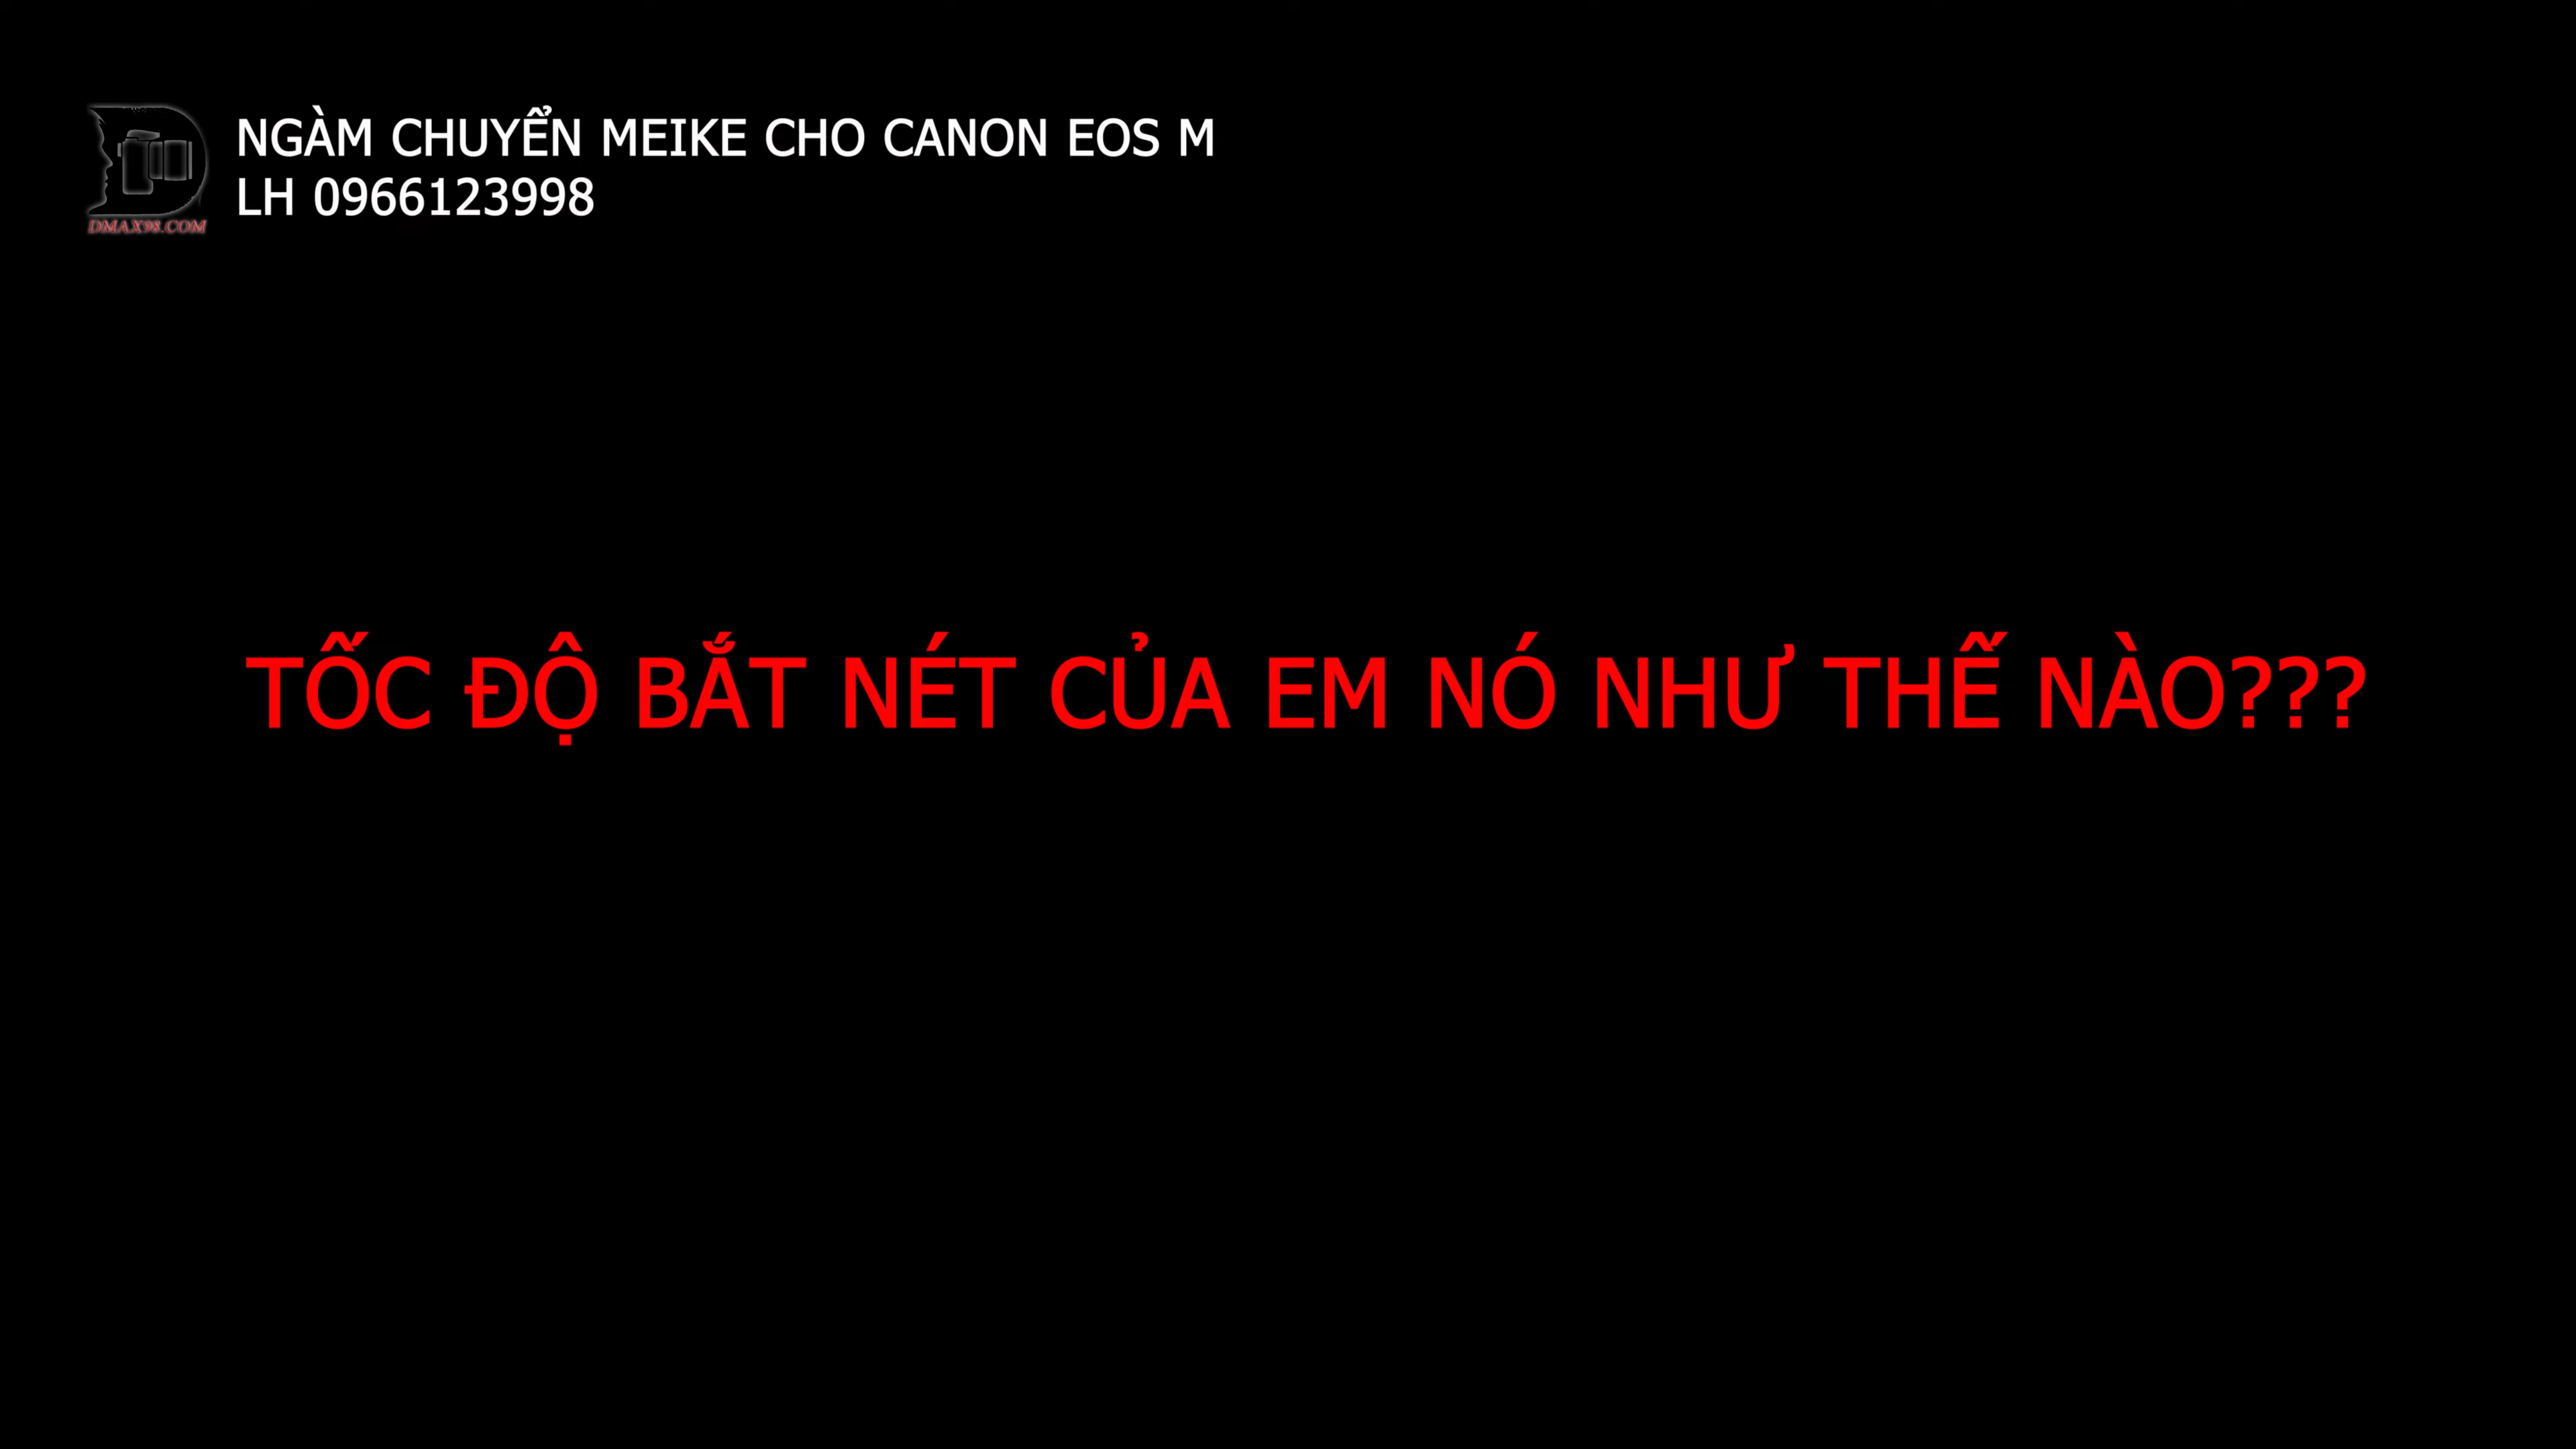 NGÀM CHUYỂN MEIKE CHO CANON EOS M
LH 0966123998
DMAX98.COM
TỐC ĐỘ BẮT NÉT CỦA EM NÓ NHƯ THẾ NÀO???